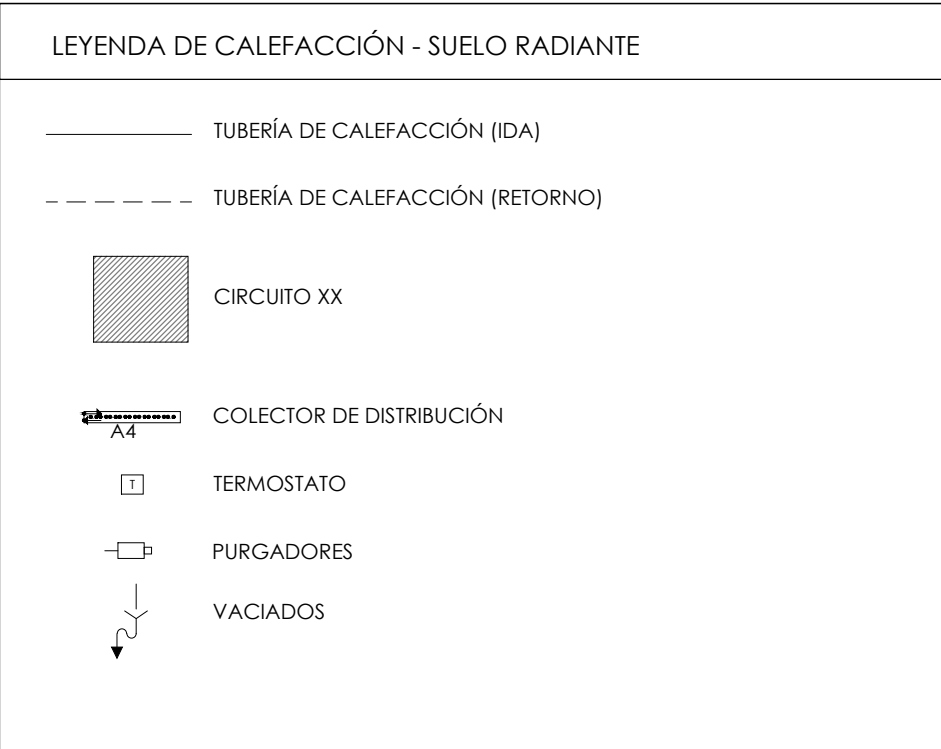 LEYENDA DE CALEFACCIÓN - SUELO RADIANTE
TUBERÍA DE CALEFACCIÓN (IDA)
TUBERÍA DE CALEFACCIÓN (RETORNO)
CIRCUITO XX
COLECTOR DE DISTRIBUCIÓN
A4
T
TERMOSTATO
PURGADORES
VACIADOS